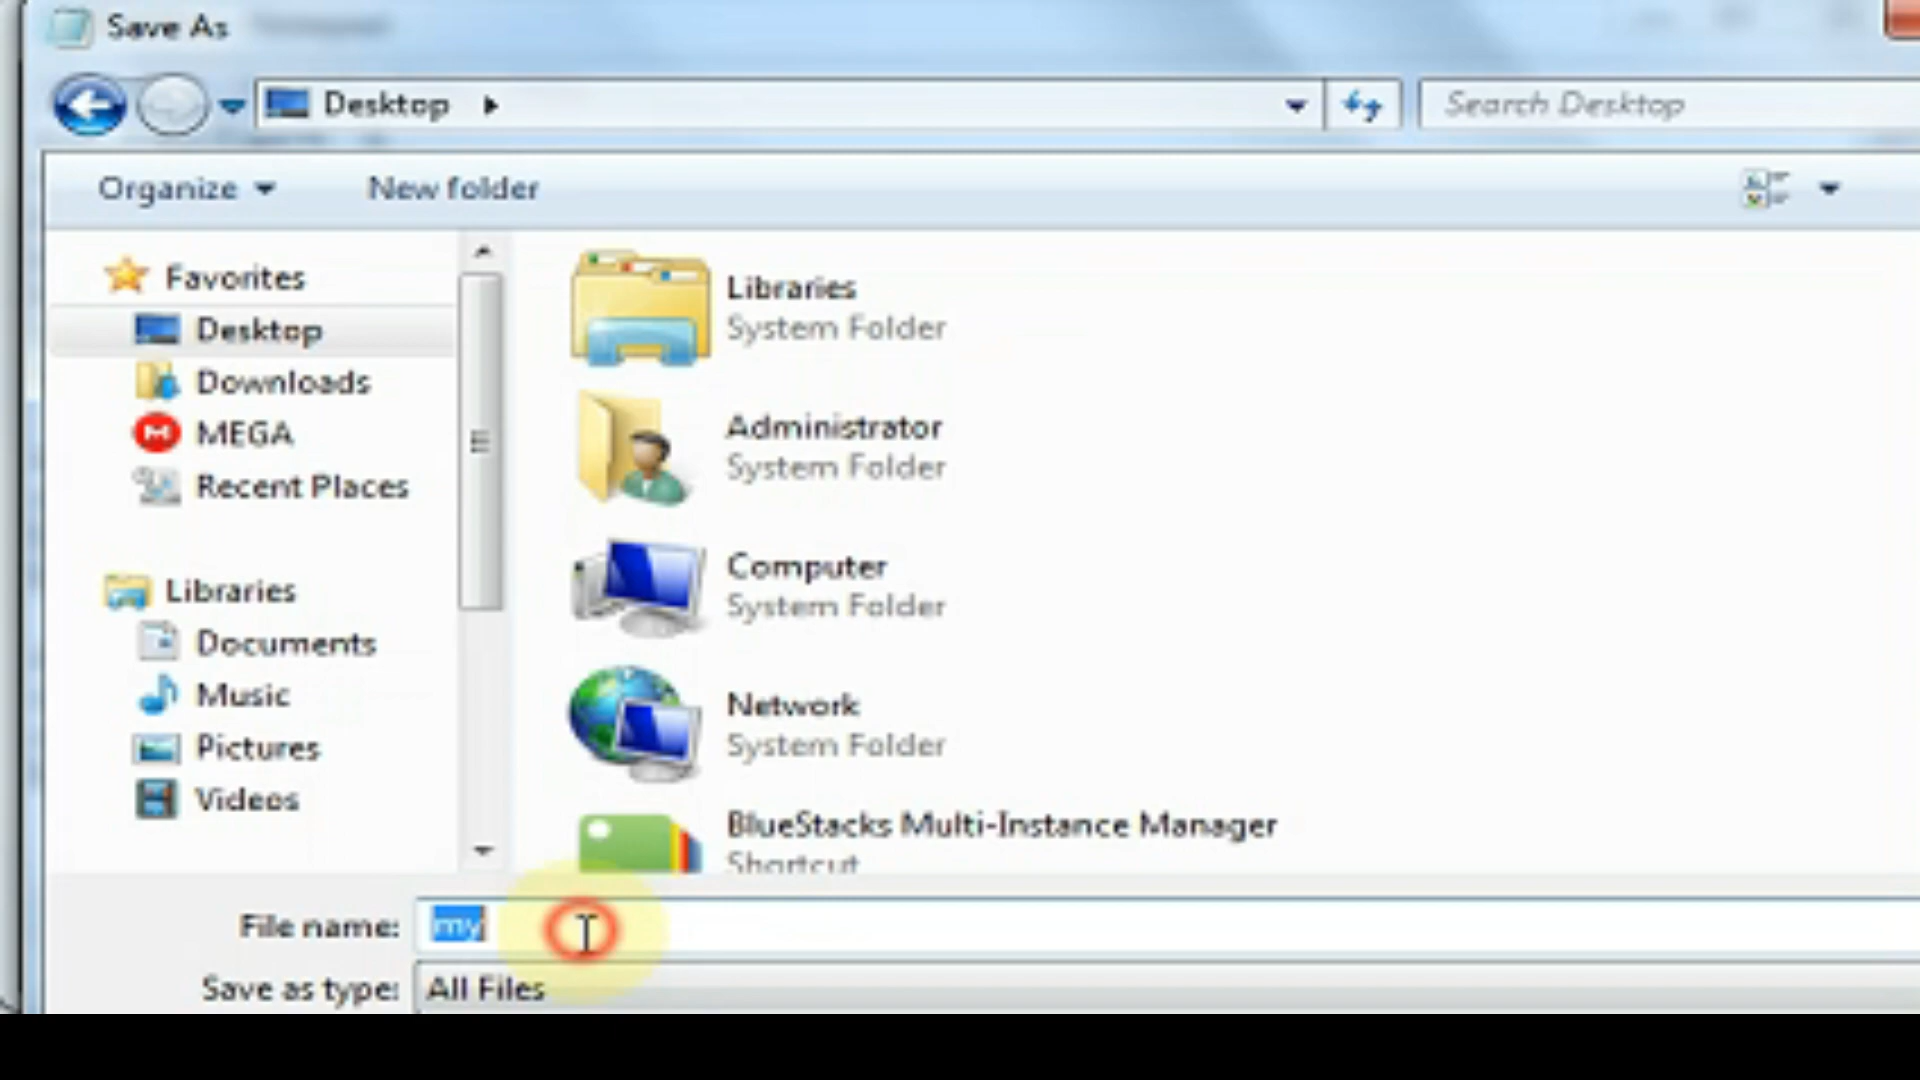 Save As
Desktop
Search Desktop
Organize
New folder
Favorites
Desktop
Downloads
MEGA
Recent Places
Libraries
Documents
Music
Pictures
Videos
Libraries
System Folder
Administrator
System Folder
Computer
System Folder
Network
System Folder
BlueStacks Multi-Instance Manager
Shortcut
File name: my
Save as type: All Files